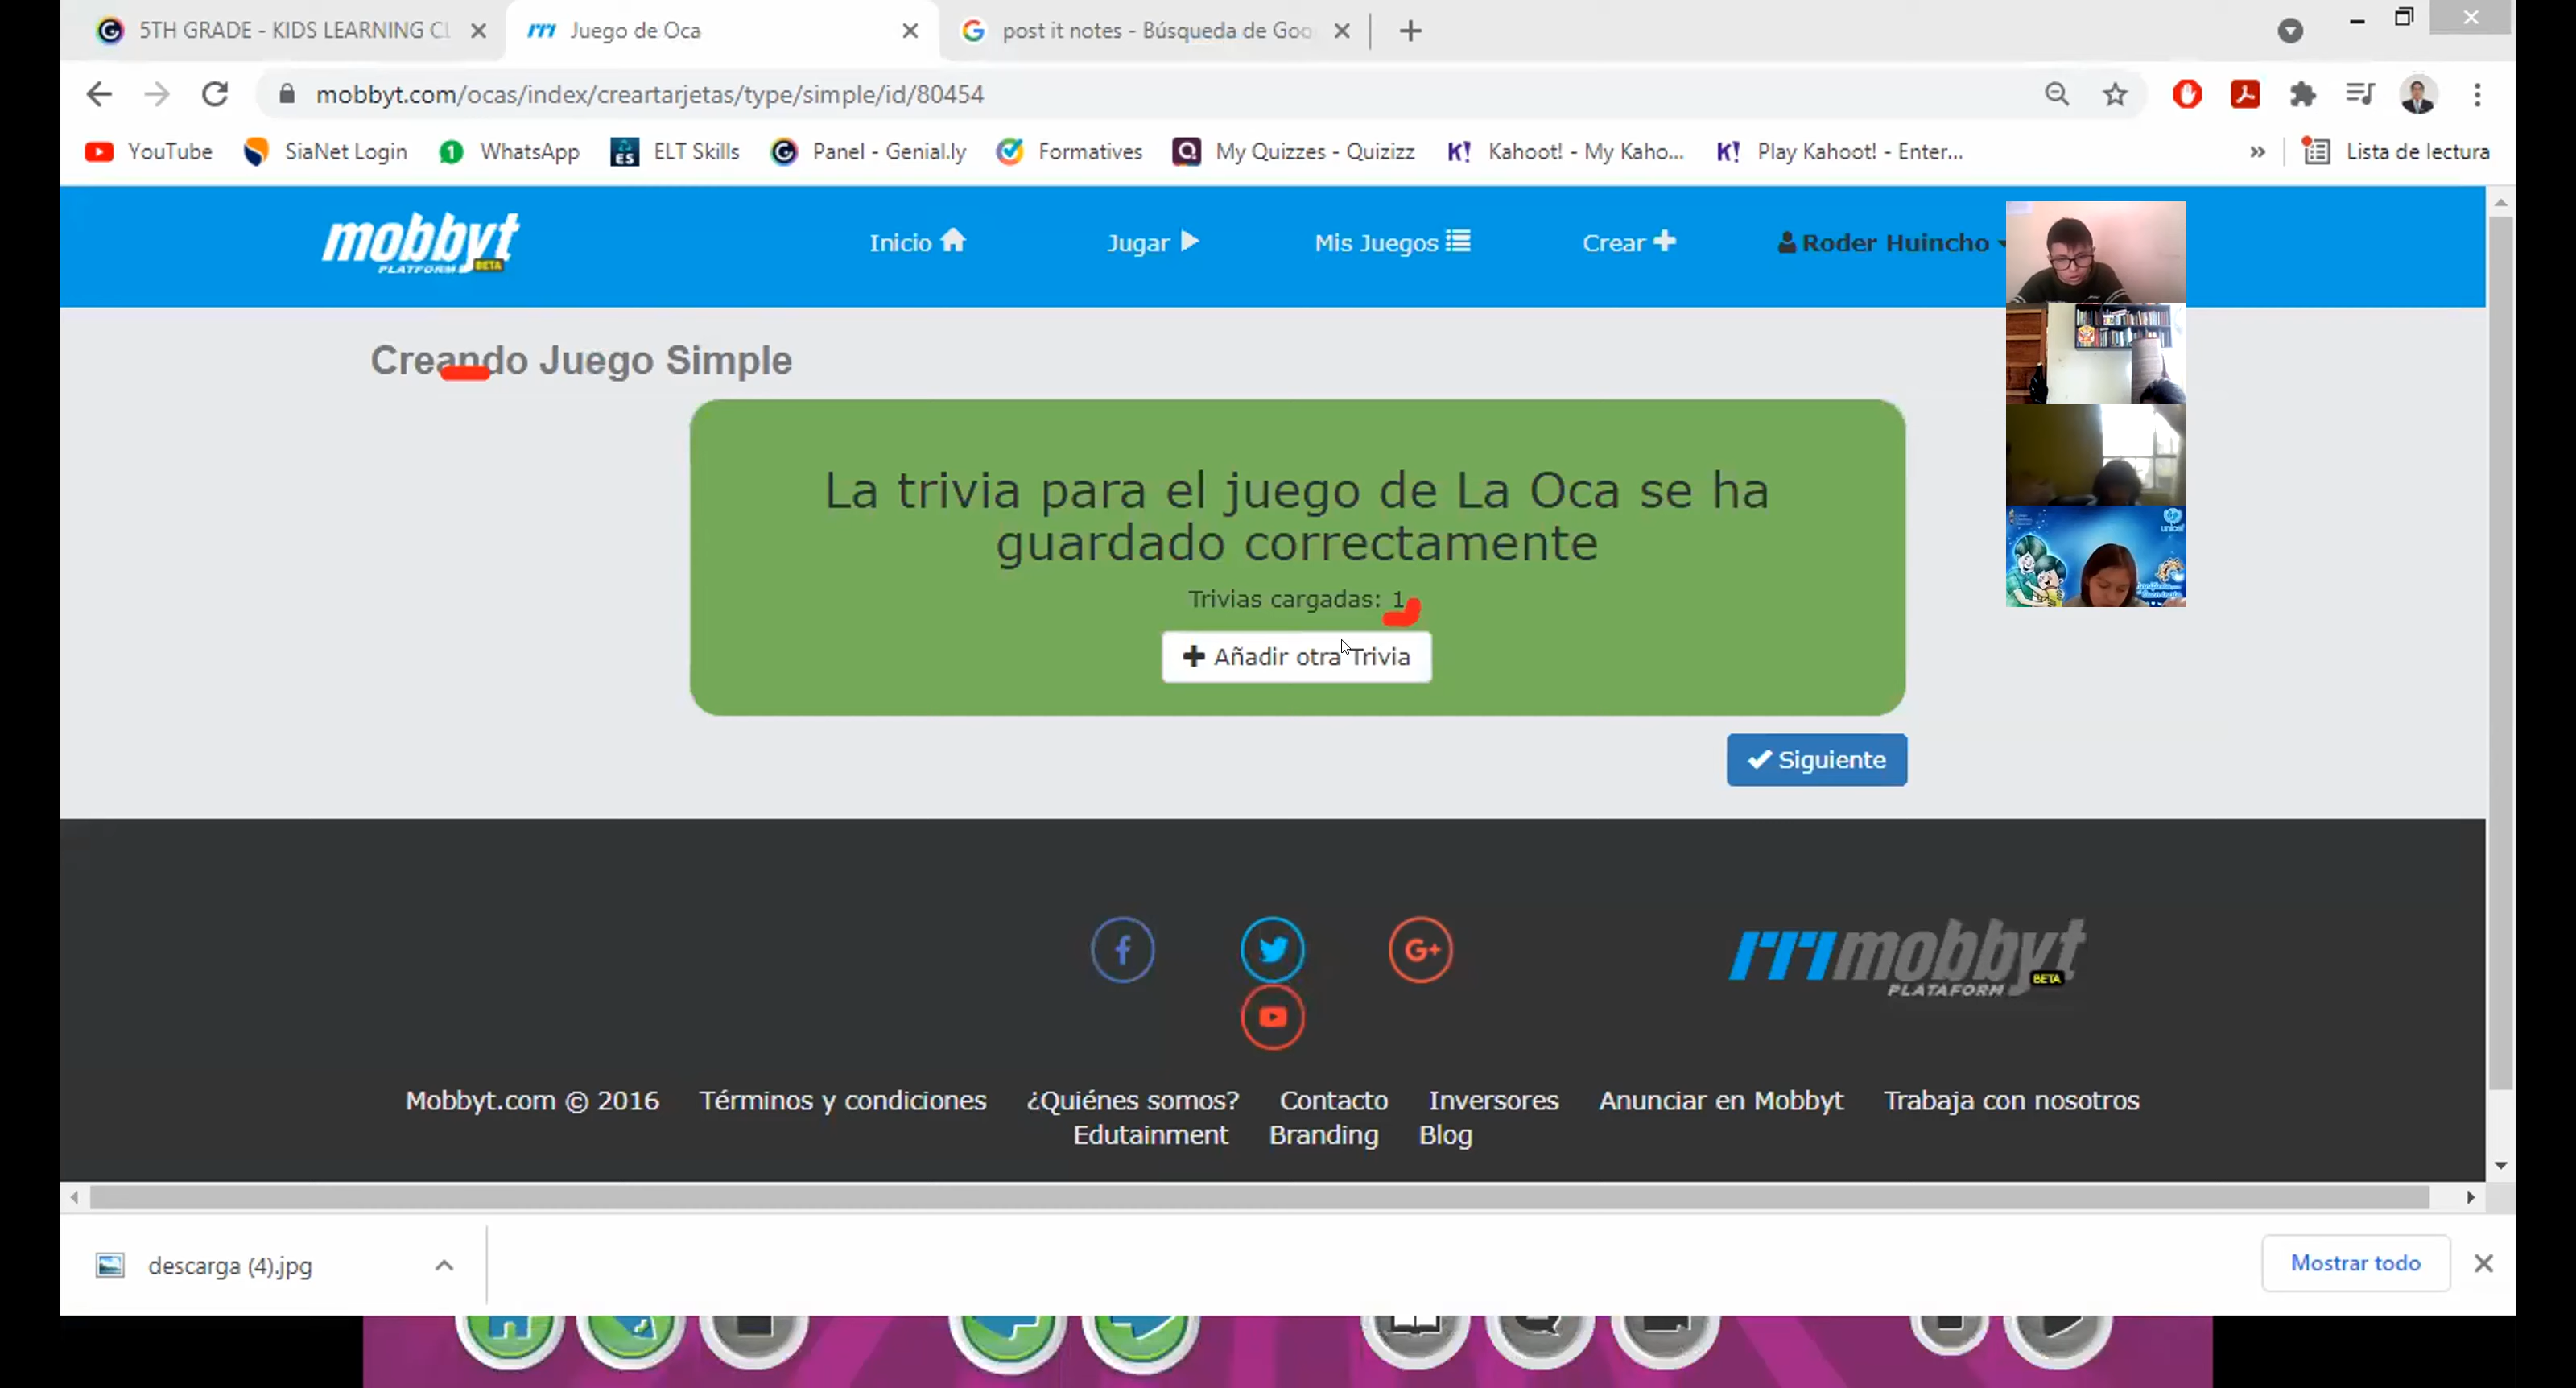 5TH GRADE - KIDS LEARNING CL
Juego de Oca
post it notes - Búsqueda de Goo
mobbyt.com/ocas/index/creartarjetas/type/simple/id/80454
YouTube
SiaNet Login
WhatsApp
ELT Skills
Panel - Genial.ly
Formatives
My Quizzes - Quizizz
Kahoot! - My Kaho...
Play Kahoot! - Enter...
»
Lista de lectura
mobbyt
PLATFORM BETA
Inicio
Jugar
Mis Juegos
Crear
Roder Huincho
unicef
Creando Juego Simple
La trivia para el juego de La Oca se ha
guardado correctamente
Trivias cargadas: 1
Añadir otra Trivia
Siguiente
mobbyt
PLATAFORM BETA
Mobbyt.com © 2016 Términos y condiciones ¿Quiénes somos? Contacto Inversores Anunciar en Mobbyt Trabaja con nosotros
Edutainment Branding Blog
descarga (4).jpg
Mostrar todo